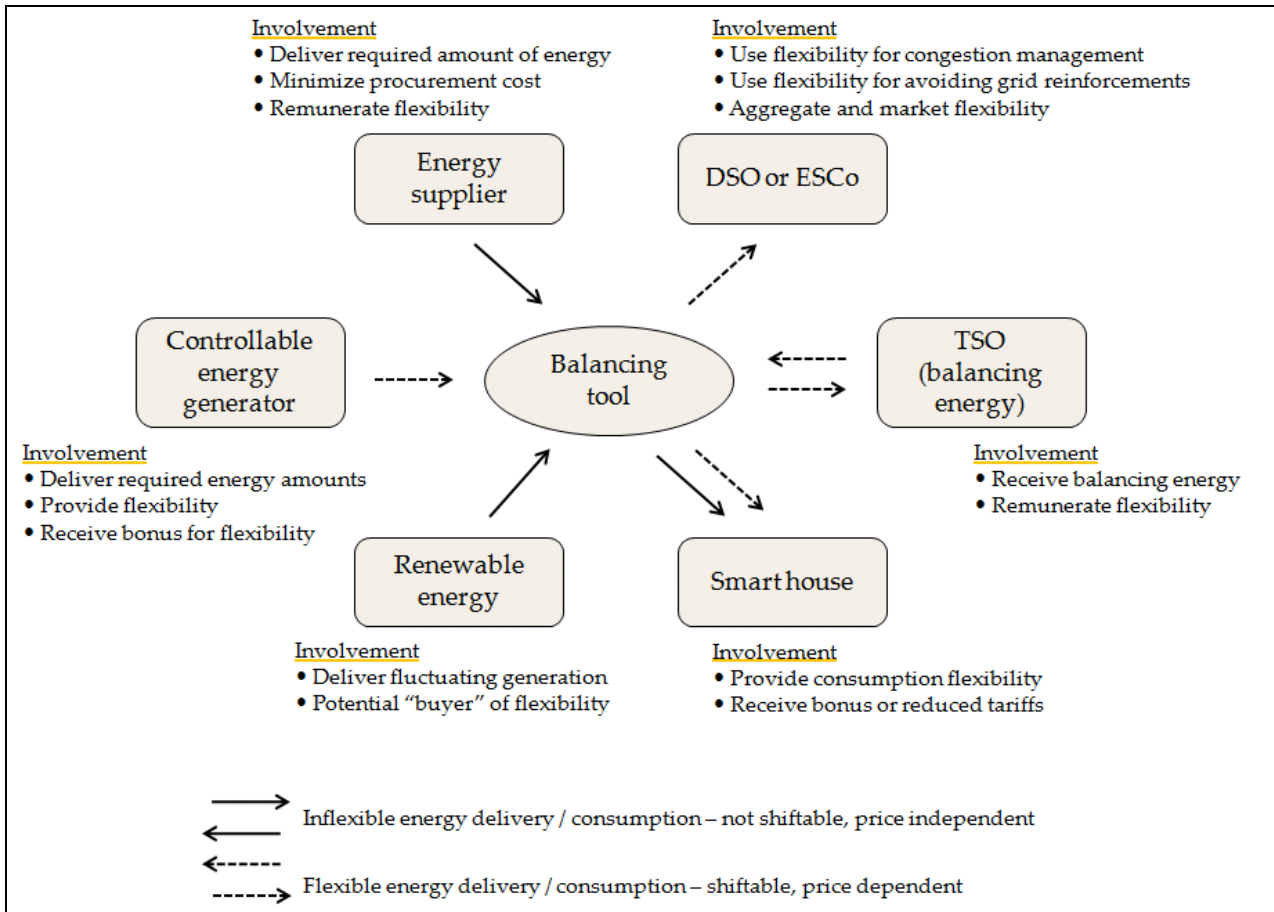 Involvement
• Deliver required amount of energy
• Minimize procurement cost
• Remunerate flexibility
Involvement
• Use flexibility for congestion management
• Use flexibility for avoiding grid reinforcements
• Aggregate and market flexibility
Energy
supplier
DSO or ESCo
Controllable
energy
generator
Balancing
tool
TSO
(balancing
energy)
Involvement
• Deliver required energy amounts
• Provide flexibility
• Receive bonus for flexibility
Involvement
• Receive balancing energy
• Remunerate flexibility
Renewable
energy
Smart house
Involvement
• Deliver fluctuating generation
• Potential “buyer” of flexibility
Involvement
• Provide consumption flexibility
• Receive bonus or reduced tariffs
Inflexible energy delivery / consumption – not shiftable, price independent
Flexible energy delivery / consumption – shiftable, price dependent